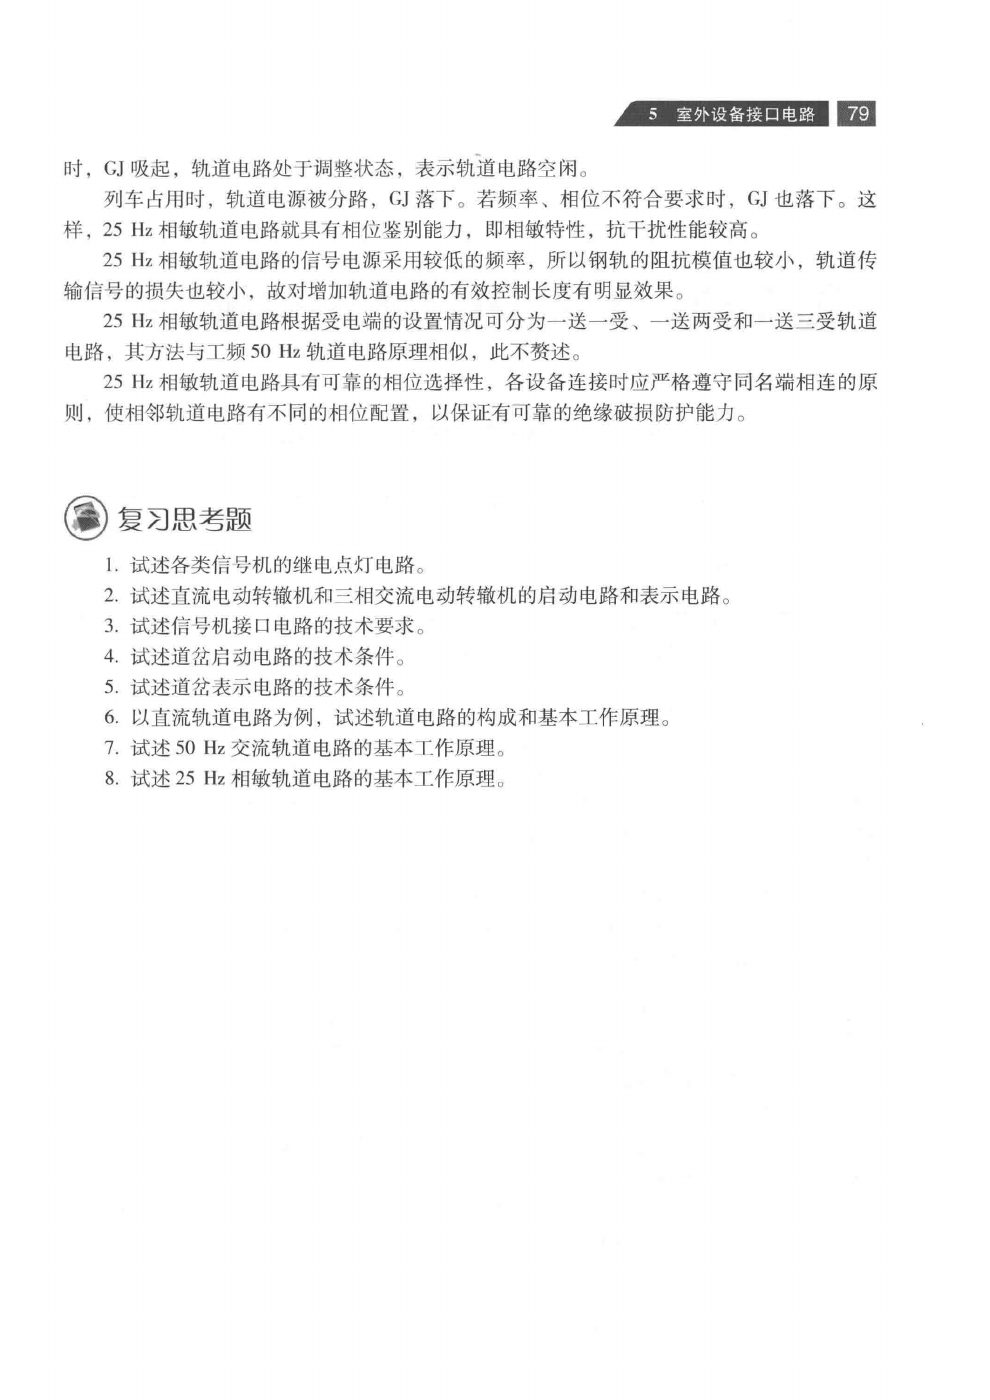 5 室外设备接口电路 79
时，GJ 吸起，轨道电路处于调整状态，表示轨道电路空闲。
列车占用时，轨道电源被分路，GJ 落下。若频率、相位不符合要求时，GJ 也落下。这
样，25 Hz 相敏轨道电路就具有相位鉴别能力，即相敏特性，抗干扰性能较高。
25 Hz 相敏轨道电路的信号电源采用较低的频率，所以钢轨的阻抗模值也较小，轨道传
输信号的损失也较小，故对增加轨道电路的有效控制长度有明显效果。
25 Hz 相敏轨道电路根据受电端的设置情况可分为一送一受、一送两受和一送三受轨道
电路，其方法与工频 50 Hz 轨道电路原理相似，此不赘述。
25 Hz 相敏轨道电路具有可靠的相位选择性，各设备连接时应严格遵守同名端相连的原
则，使相邻轨道电路有不同的相位配置，以保证有可靠的绝缘破损防护能力。
复习思考题
1. 试述各类信号机的继电点灯电路。
2. 试述直流电动转辙机和三相交流电动转辙机的启动电路和表示电路。
3. 试述信号机接口电路的技术要求。
4. 试述道岔启动电路的技术条件。
5. 试述道岔表示电路的技术条件。
6. 以直流轨道电路为例，试述轨道电路的构成和基本工作原理。
7. 试述 50 Hz 交流轨道电路的基本工作原理。
8. 试述 25 Hz 相敏轨道电路的基本工作原理。